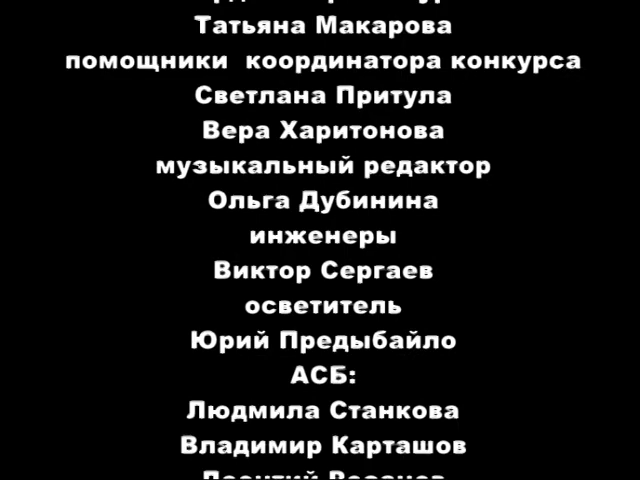 Татьяна Макарова
помощники координатора конкурса
Светлана Притула
Вера Харитонова
музыкальный редактор
Ольга Дубинина
инженеры
Виктор Сергаев
осветитель
Юрий Предыбайло
АСБ:
Людмила Станкова
Владимир Карташов